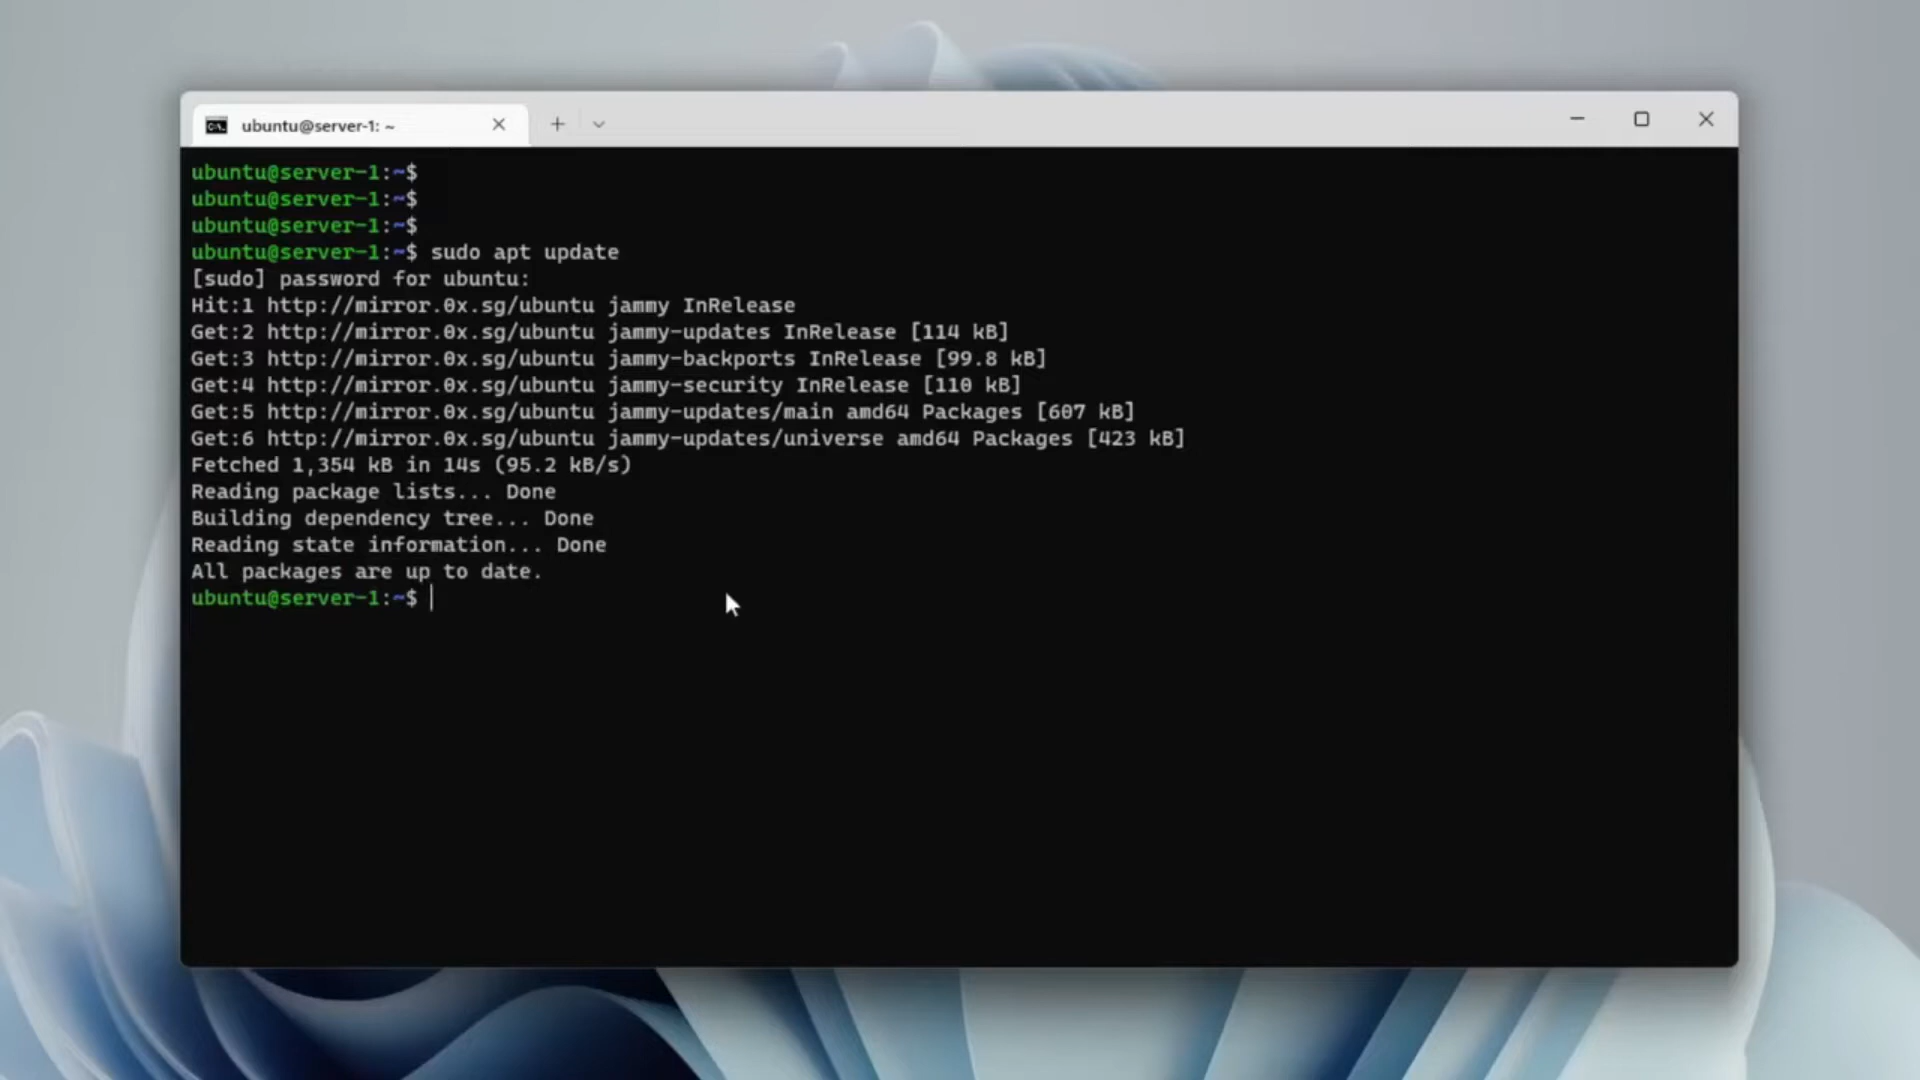 ubuntu@server-1: ~
ubuntu@server-1:~$
ubuntu@server-1:~$
ubuntu@server-1:~$
ubuntu@server-1:~$ sudo apt update
[sudo] password for ubuntu:
Hit:1 http://mirror.0x.sg/ubuntu jammy InRelease
Get:2 http://mirror.0x.sg/ubuntu jammy-updates InRelease [114 kB]
Get:3 http://mirror.0x.sg/ubuntu jammy-backports InRelease [99.8 kB]
Get:4 http://mirror.0x.sg/ubuntu jammy-security InRelease [110 kB]
Get:5 http://mirror.0x.sg/ubuntu jammy-updates/main amd64 Packages [607 kB]
Get:6 http://mirror.0x.sg/ubuntu jammy-updates/universe amd64 Packages [423 kB]
Fetched 1,354 kB in 14s (95.2 kB/s)
Reading package lists... Done
Building dependency tree... Done
Reading state information... Done
All packages are up to date.
ubuntu@server-1:~$